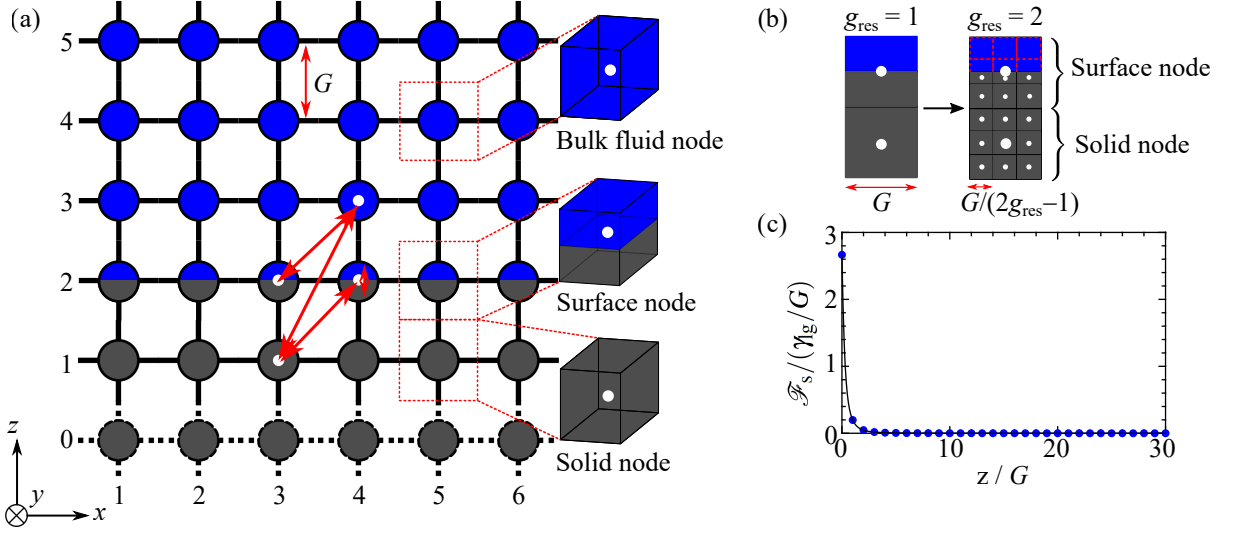 (a)
5
4
3
2
1
0
G
Bulk fluid node
Surface node
Solid node
z
y
x
1 2 3 4 5 6
(b)
g_res = 1 g_res = 2
Surface node
Solid node
G G/(2g_res−1)
(c)
ℱ_s/(γ_lg/G)
3
2
1
0
0 10 20 30
z / G